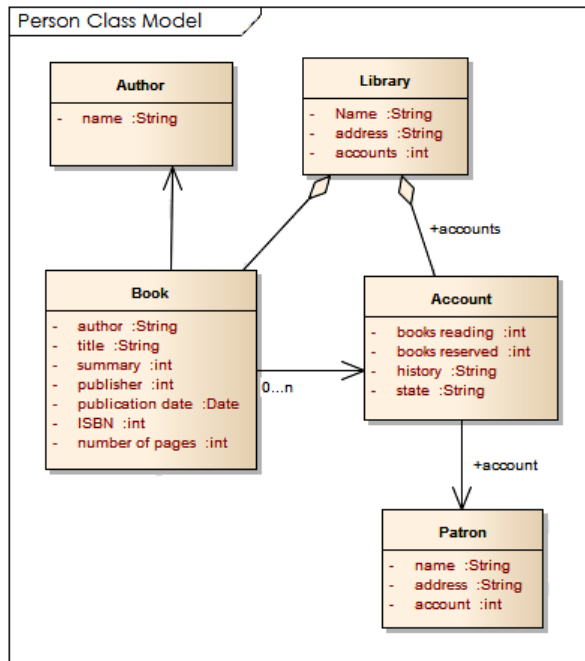 Person Class Model
Author
- name :String
Library
- Name :String
- address :String
- accounts :int
+accounts
Book
- author :String
- title :String
- summary :int
- publisher :int
- publication date :Date
- ISBN :int
- number of pages :int
0...n
Account
- books reading :int
- books reserved :int
- history :String
- state :String
+account
Patron
- name :String
- address :String
- account :int